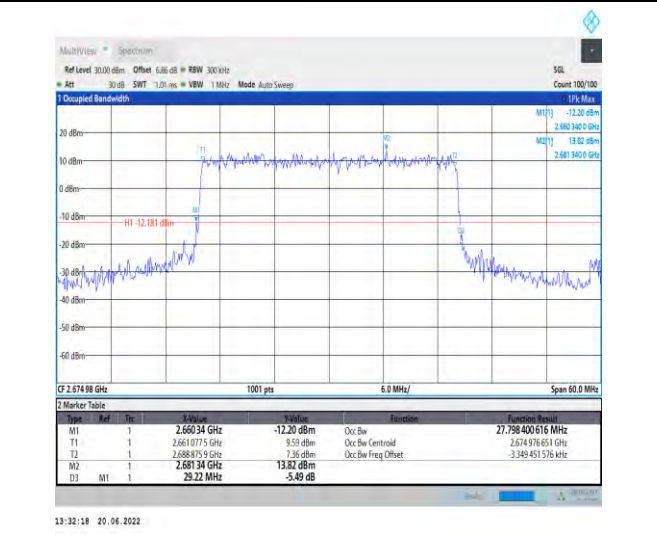 MultiView Spectrum
Ref Level 30.00 dBm Offset 6.86 dB RBW 300 kHz SGL
Att 30 dB SWT 1.01 ms VBW 1 MHz Mode Auto Sweep Count 100/100
1 Occupied Bandwidth 1Pk Max
M1[1] -12.20 dBm
2.660 340 0 GHz
M2[1] 13.82 dBm
2.681 340 0 GHz
20 dBm
M2
T1
T2
10 dBm
0 dBm
M1
-10 dBm
H1 -12.181 dBm
D3
-20 dBm
-30 dBm
-40 dBm
-50 dBm
-60 dBm
CF 2.674 98 GHz 1001 pts 6.0 MHz/ Span 60.0 MHz
2 Marker Table
Type Ref Trc X-Value Y-Value Function Function Result
M1 1 2.660 34 GHz -12.20 dBm Occ Bw 27.798 400 616 MHz
T1 1 2.661 077 5 GHz 9.59 dBm Occ Bw Centroid 2.674 976 651 GHz
T2 1 2.688 875 9 GHz 7.36 dBm Occ Bw Freq Offset -3.349 451 576 kHz
M2 1 2.681 34 GHz 13.82 dBm
D3 M1 1 29.22 MHz -5.49 dB
13:32:18 20.06.2022